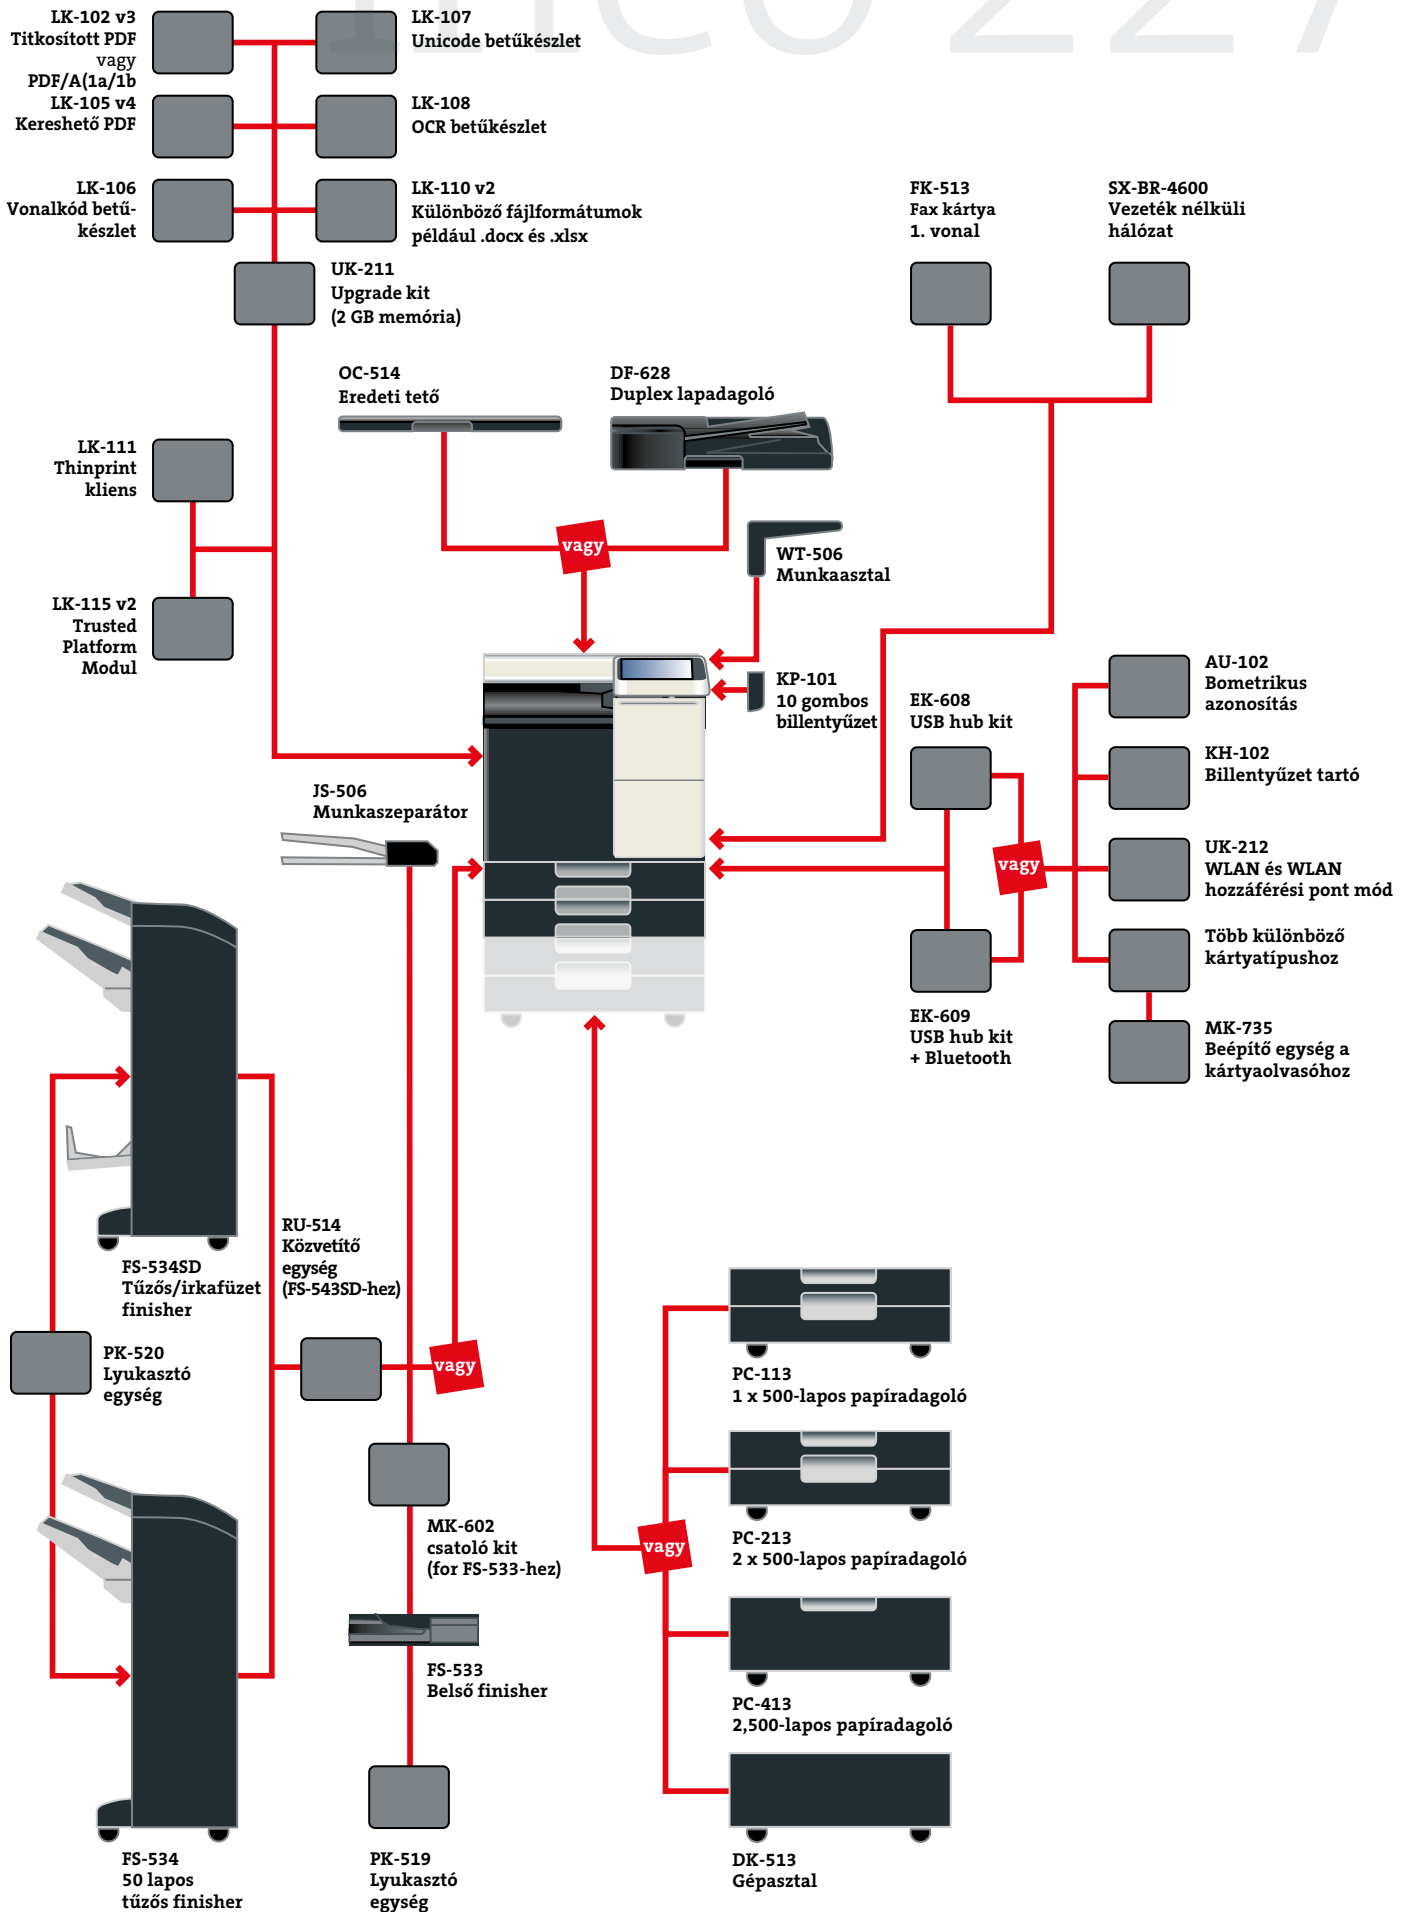 ineo 227
LK-102 v3
Titkosított PDF
vagy
PDF/A(1a/1b
LK-107
Unicode betűkészlet
LK-105 v4
Kereshető PDF
LK-108
OCR betűkészlet
LK-106
Vonalkód betű-
készlet
LK-110 v2
Különböző fájlformátumok
például .docx és .xlsx
FK-513
Fax kártya
1. vonal
SX-BR-4600
Vezeték nélküli
hálózat
UK-211
Upgrade kit
(2 GB memória)
OC-514
Eredeti tető
DF-628
Duplex lapadagoló
LK-111
Thinprint
kliens
vagy
WT-506
Munkaasztal
LK-115 v2
Trusted
Platform
Modul
KP-101
10 gombos
billentyűzet
EK-608
USB hub kit
AU-102
Bometrikus
azonosítás
KH-102
Billentyűzet tartó
JS-506
Munkaszeparátor
vagy
UK-212
WLAN és WLAN
hozzáférési pont mód
Több különböző
kártyatípushoz
EK-609
USB hub kit
+ Bluetooth
MK-735
Beépítő egység a
kártyaolvasóhoz
FS-534SD
Tűzős/irkafüzet
finisher
RU-514
Közvetítő
egység
(FS-543SD-hez)
PK-520
Lyukasztó
egység
vagy
PC-113
1 x 500-lapos papíradagoló
MK-602
csatoló kit
(for FS-533-hez)
vagy
PC-213
2 x 500-lapos papíradagoló
FS-533
Belső finisher
PC-413
2,500-lapos papíradagoló
FS-534
50 lapos
tűzős finisher
PK-519
Lyukasztó
egység
DK-513
Gépasztal